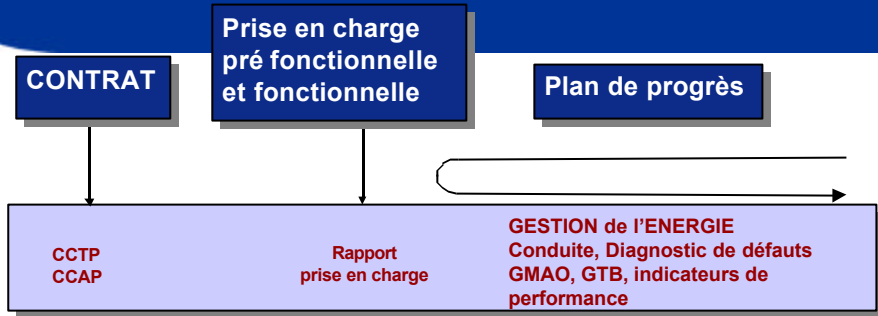 CONTRAT
Prise en charge
pré fonctionnelle
et fonctionnelle
Plan de progrès
CCTP
CCAP
Rapport
prise en charge
GESTION de l'ENERGIE
Conduite, Diagnostic de défauts
GMAO, GTB, indicateurs de
performance